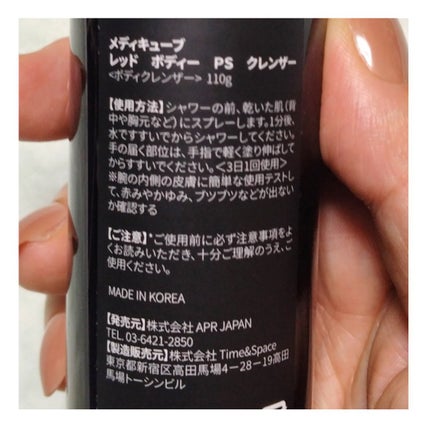 メディキューブ
レッド ボディー PS クレンザー
<ボディクレンザー> 110g
【使用方法】シャワーの前、乾いた肌(背
中や胸元など)にスプレーします。1分後、
水ですすいでからシャワーしてください。
手の届く部位は、手指で軽く塗り伸ばして
からすすいでください。<3日1回使用>
※腕の内側の皮膚に簡単な使用テストし
て、赤みやかゆみ、ブツブツなどが出ない
か確認する
【ご注意】*ご使用前に必ず注意事項をよ
くお読みいただき、十分ご理解のうえ、ご
使用ください。
MADE IN KOREA
【発売元】株式会社 APR JAPAN
TEL. 03-6421-2850
【製造販売元】株式会社 Time&Space
東京都新宿区高田馬場4-28-19高田
馬場トーシンビル